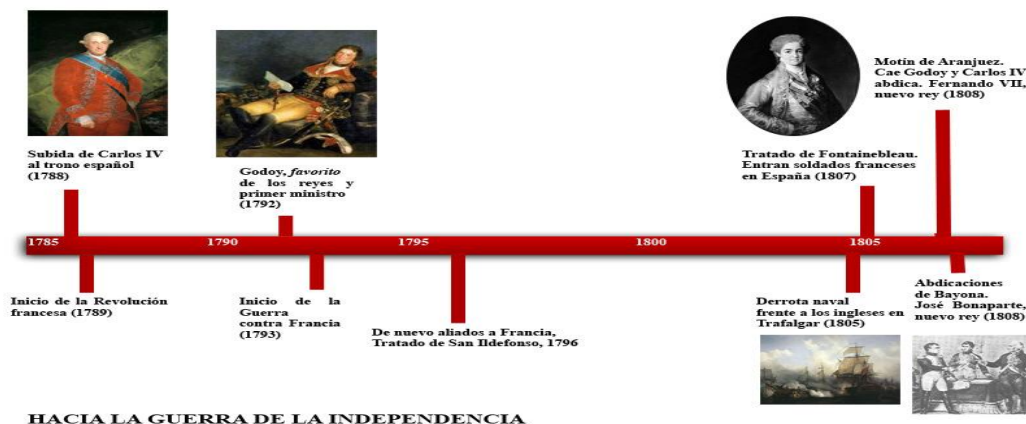 Subida de Carlos IV
al trono español
(1788)
Godoy, favorito
de los reyes y
primer ministro
(1792)
Tratado de Fontainebleau.
Entran soldados franceses
en España (1807)
Motín de Aranjuez.
Cae Godoy y Carlos IV
abdica. Fernando VII,
nuevo rey (1808)
1785 1790 1795 1800 1805
Inicio de la Revolución
francesa (1789)
Inicio de la
Guerra
contra Francia
(1793)
De nuevo aliados a Francia,
Tratado de San Ildefonso, 1796
Derrota naval
frente a los ingleses en
Trafalgar (1805)
Abdicaciones
de Bayona.
José Bonaparte,
nuevo rey (1808)
HACIA LA GUERRA DE LA INDEPENDENCIA